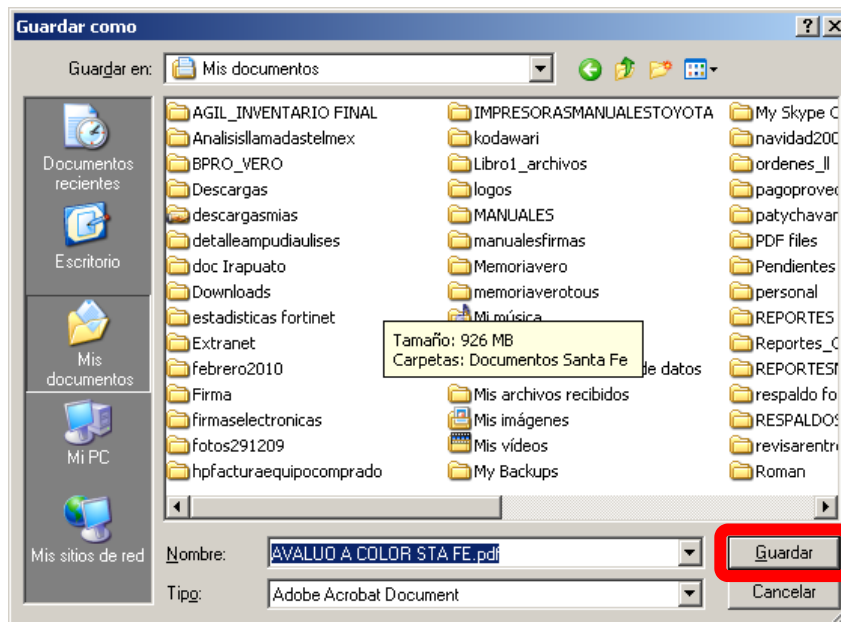 Guardar como
Guardar en: Mis documentos
Documentos recientes
Escritorio
Mis documentos
Mi PC
Mis sitios de red
AGIL_INVENTARIO FINAL
Analisisllamadastelmex
BPRO_VERO
Descargas
descargasmias
detalleampudiaulises
doc Irapuato
Downloads
estadisticas fortinet
Extranet
febrero2010
Firma
firmaselectronicas
fotos291209
hpfacturaequipocomprado
IMPRESORASMANUALESTOYOTA
kodawari
Libro1_archivos
logos
MANUALES
manualesfirmas
Memoriavero
memoriaverotous
Mi música
Tamaño: 926 MB
Carpetas: Documentos Santa Fe
de datos
Mis archivos recibidos
Mis imágenes
Mis vídeos
My Backups
My Skype
navidad200
ordenes_ll
pagoprovee
patychavar
PDF files
Pendientes
personal
REPORTES
Reportes_
REPORTES
respaldo fo
RESPALDOS
revisarentr
Roman
Nombre: AVALUO A COLOR STA FE.pdf
Guardar
Tipo: Adobe Acrobat Document
Cancelar